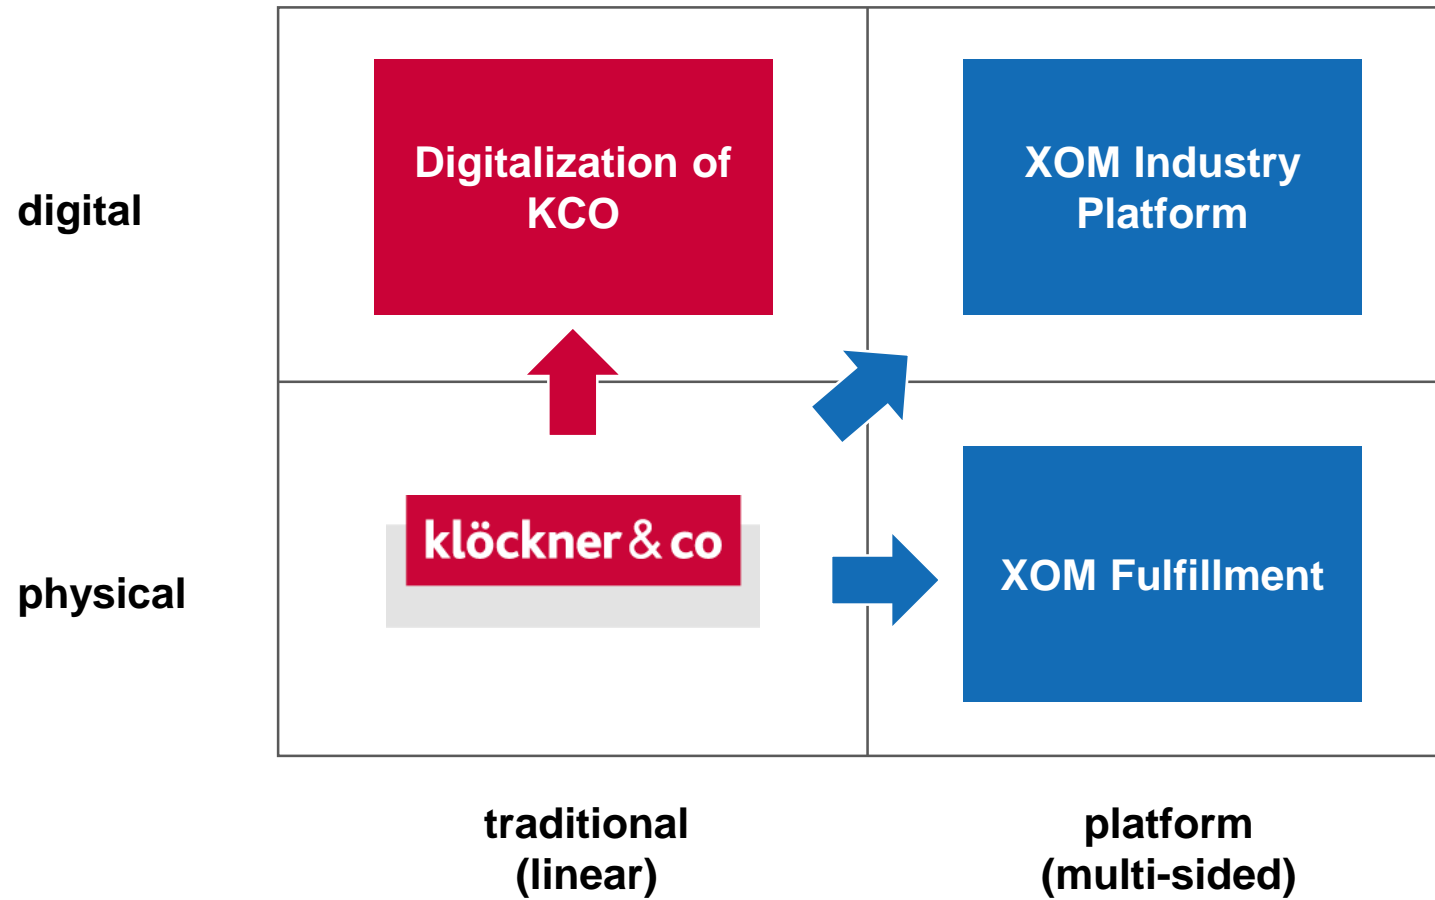 Digitalization of
KCO
XOM Industry
Platform
digital
klöckner & co
XOM Fulfillment
physical
traditional
(linear)
platform
(multi-sided)